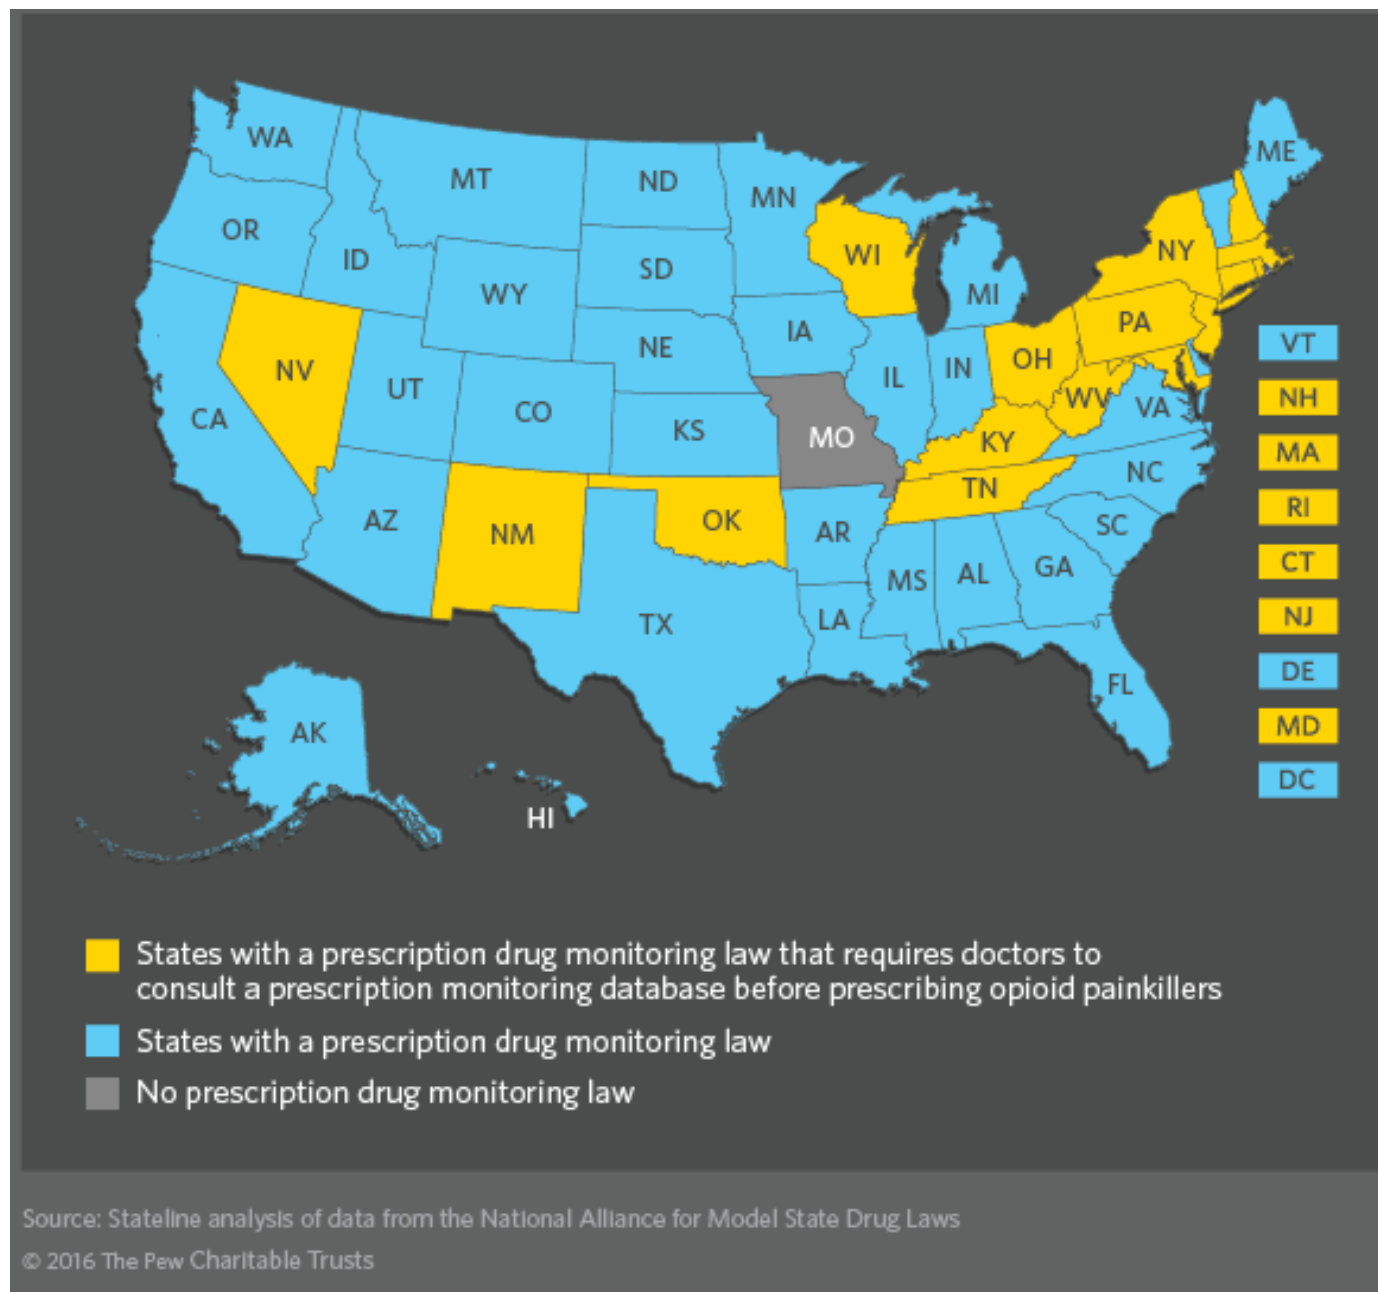 WA
MT
ND
MN
ME
OR
ID
SD
WI
NY
WY
MI
NE
IA
PA
NV
UT
CO
IL
IN
OH
VT
CA
KS
MO
WV
VA
NH
KY
MA
AZ
NM
OK
AR
TN
NC
RI
SC
MS
AL
GA
CT
TX
LA
NJ
FL
DE
AK
MD
HI
DC
States with a prescription drug monitoring law that requires doctors to
consult a prescription monitoring database before prescribing opioid painkillers
States with a prescription drug monitoring law
No prescription drug monitoring law
Source: Stateline analysis of data from the National Alliance for Model State Drug Laws
© 2016 The Pew Charitable Trusts